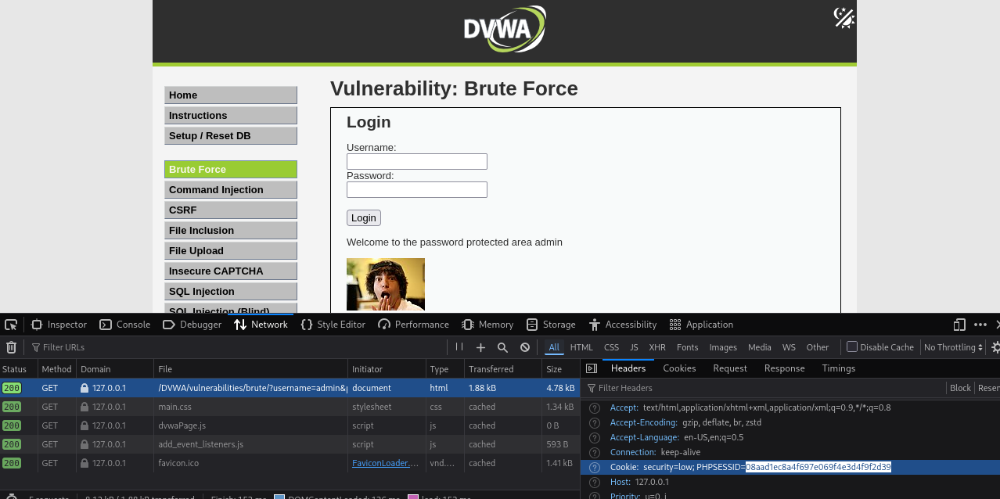 DVWA
Vulnerability: Brute Force
Home
Instructions
Setup / Reset DB
Brute Force
Command Injection
CSRF
File Inclusion
File Upload
Insecure CAPTCHA
SQL Injection
SQL Injection (Blind)
Login
Username:
Password:
Login
Welcome to the password protected area admin
Inspector Console Debugger Network Style Editor Performance Memory Storage Accessibility Application
Filter URLs All HTML CSS JS XHR Fonts Images Media WS Other Disable Cache No Throttling
Status Method Domain File Initiator Type Transferred Size
200 GET 127.0.0.1 /DVWA/vulnerabilities/brute/?username=admin& document html 1.88 kB 4.78 kB
200 GET 127.0.0.1 main.css stylesheet css cached 1.34 kB
200 GET 127.0.0.1 dvwaPage.js script js cached 0 B
200 GET 127.0.0.1 add_event_listeners.js script js cached 593 B
200 GET 127.0.0.1 favicon.ico FaviconLoader.… vnd.… cached 1.41 kB
Headers Cookies Request Response Timings
Filter Headers Block
Accept: text/html,application/xhtml+xml,application/xml;q=0.9,*/*;q=0.8
Accept-Encoding: gzip, deflate, br, zstd
Accept-Language: en-US,en;q=0.5
Connection: keep-alive
Cookie: security=low; PHPSESSID=08aad1ec8a4f697e069f4e3d4f9f2d39
Host: 127.0.0.1
Priority: u=0, i